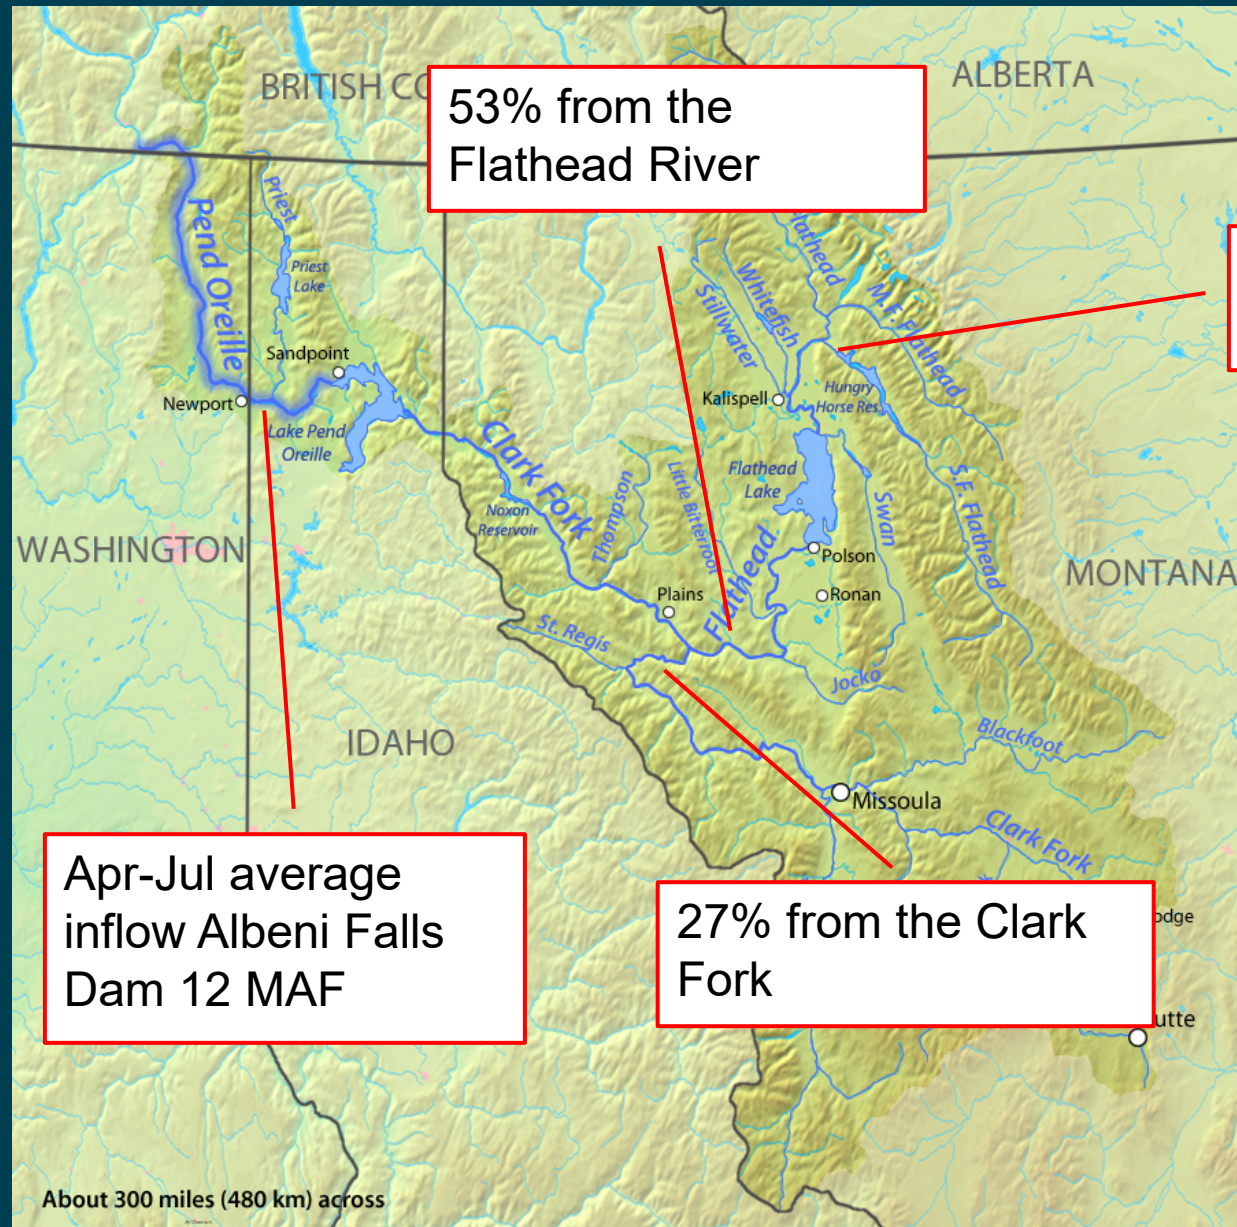 BRITISH CO
ALBERTA
53% from the
Flathead River
Priest
Pend Oreille
Priest
Lake
Flathead
Whitefish
Stillwater
M.F. Flathead
Sandpoint
Newport
Kalispell
Hungry
Horse Res.
Lake Pend
Oreille
Clark Fork
Noxon
Reservoir
Thompson
Little Bitterroot
Flathead
Lake
Swan
S.F. Flathead
WASHINGTON
Polson
MONTANA
Plains
Flathead
Ronan
St. Regis
Jocko
Blackfoot
IDAHO
Missoula
Clark Fork
Apr-Jul average
inflow Albeni Falls
Dam 12 MAF
27% from the Clark
Fork
odge
utte
About 300 miles (480 km) across